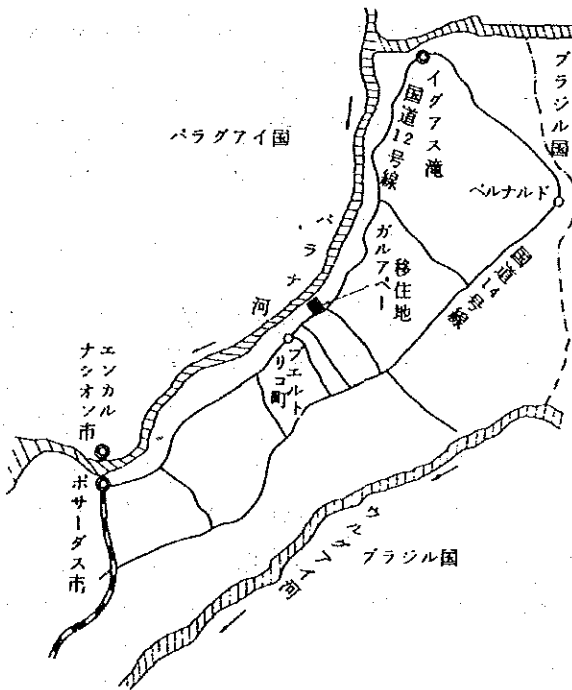 ブラジル国
イグアス滝
国道12号線
パラグアイ国
ベルナルド
パラナ河
ガルアペー
移住地
国道14号線
プエルト
リコ町
エンカル
ナシオン市
ポサーダス市
ウルグアイ河
ブラジル国